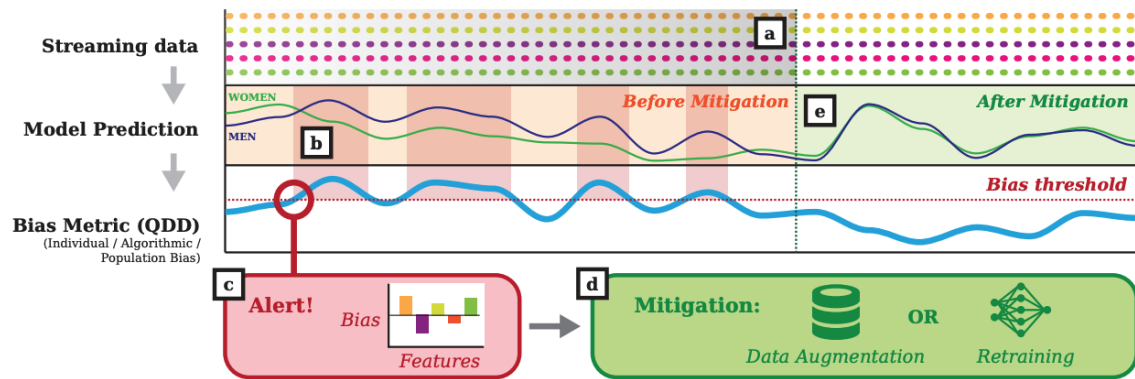 Streaming data
a
WOMEN
Before Mitigation
e
After Mitigation
Model Prediction
MEN
b
Bias threshold
Bias Metric (QDD)
(Individual / Algorithmic /
Population Bias)
c
Alert!
Bias
Features
d
Mitigation:
OR
Data Augmentation
Retraining